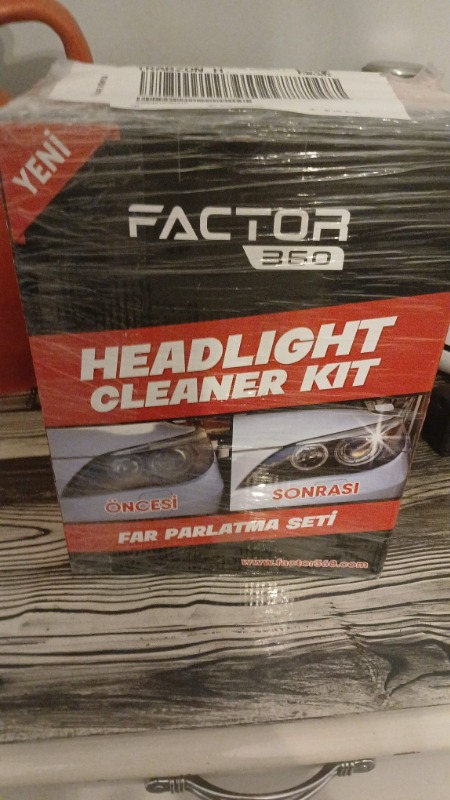 YENİ
FACTOR
360
HEADLIGHT
CLEANER KIT
ÖNCESİ
SONRASI
FAR PARLATMA SETİ
www.factor360.com